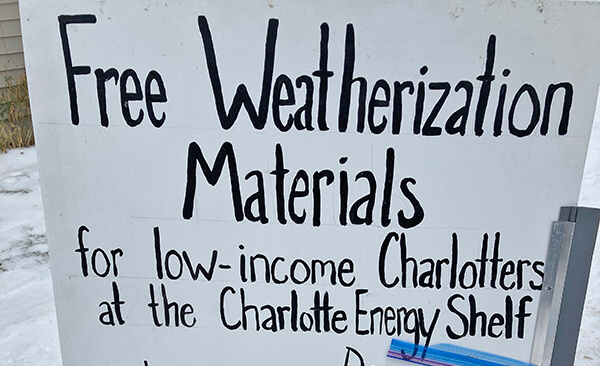 Free Weatherization
Materials
for low-income Charlotters
at the Charlotte Energy Shelf